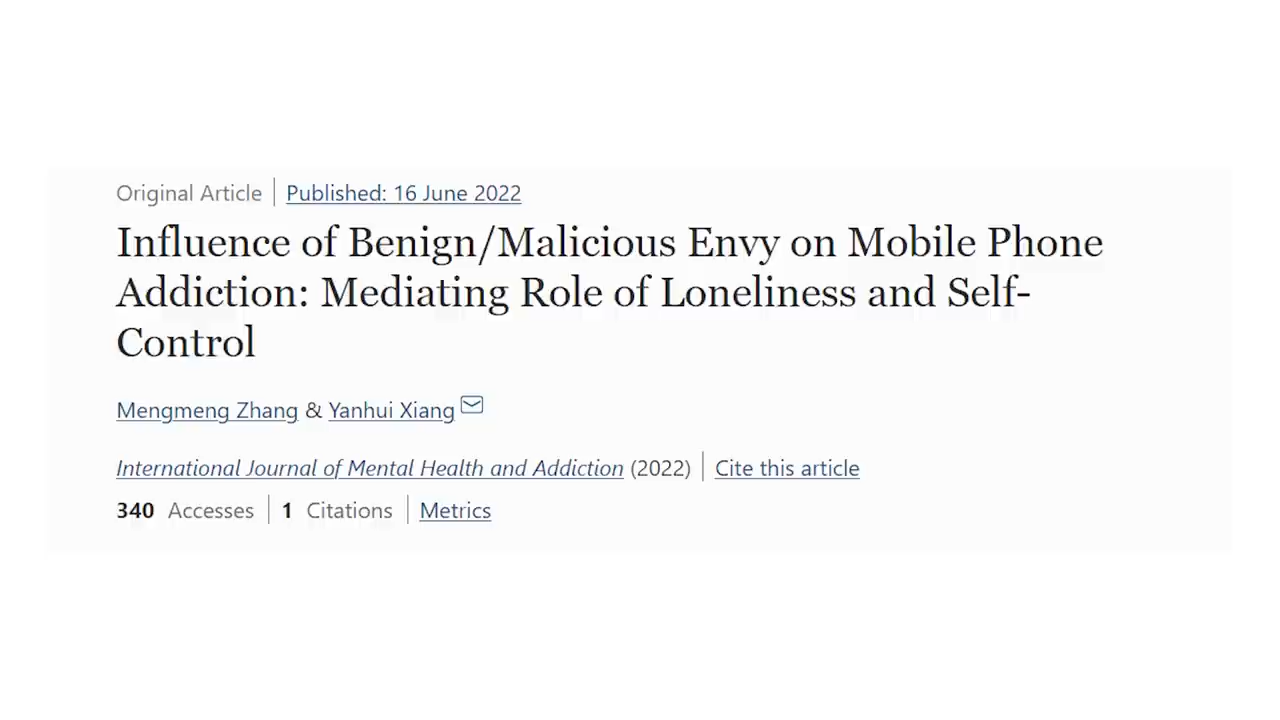 Original Article | Published: 16 June 2022
Influence of Benign/Malicious Envy on Mobile Phone
Addiction: Mediating Role of Loneliness and Self-
Control
Mengmeng Zhang & Yanhui Xiang
International Journal of Mental Health and Addiction (2022) | Cite this article
340 Accesses | 1 Citations | Metrics